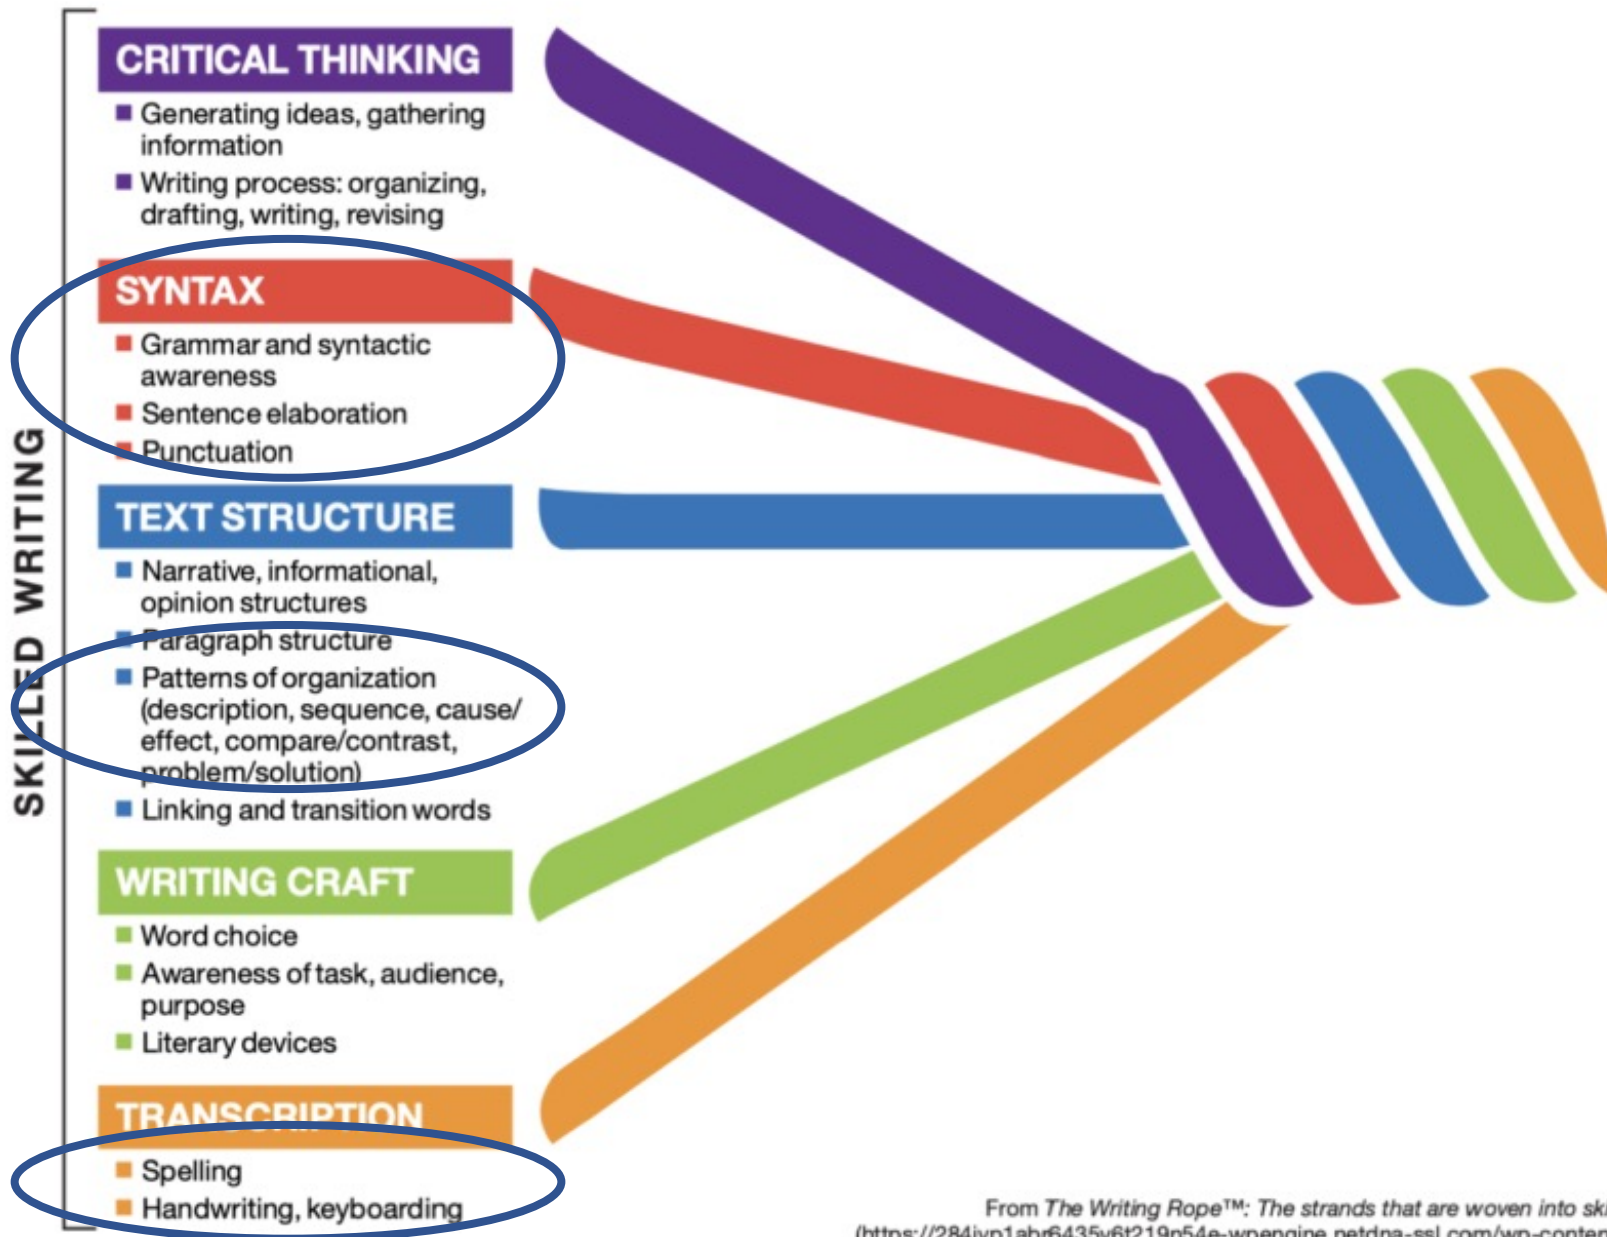 CRITICAL THINKING
Generating ideas, gathering
information
Writing process: organizing,
drafting, writing, revising
SYNTAX
Grammar and syntactic
awareness
Sentence elaboration
Punctuation
TEXT STRUCTURE
Narrative, informational,
opinion structures
Paragraph structure
Patterns of organization
(description, sequence, cause/
effect, compare/contrast,
problem/solution)
Linking and transition words
WRITING CRAFT
Word choice
Awareness of task, audience,
purpose
Literary devices
TRANSCRIPTION
Spelling
Handwriting, keyboarding
SKILLED WRITING
From The Writing Rope™: The strands that are woven into